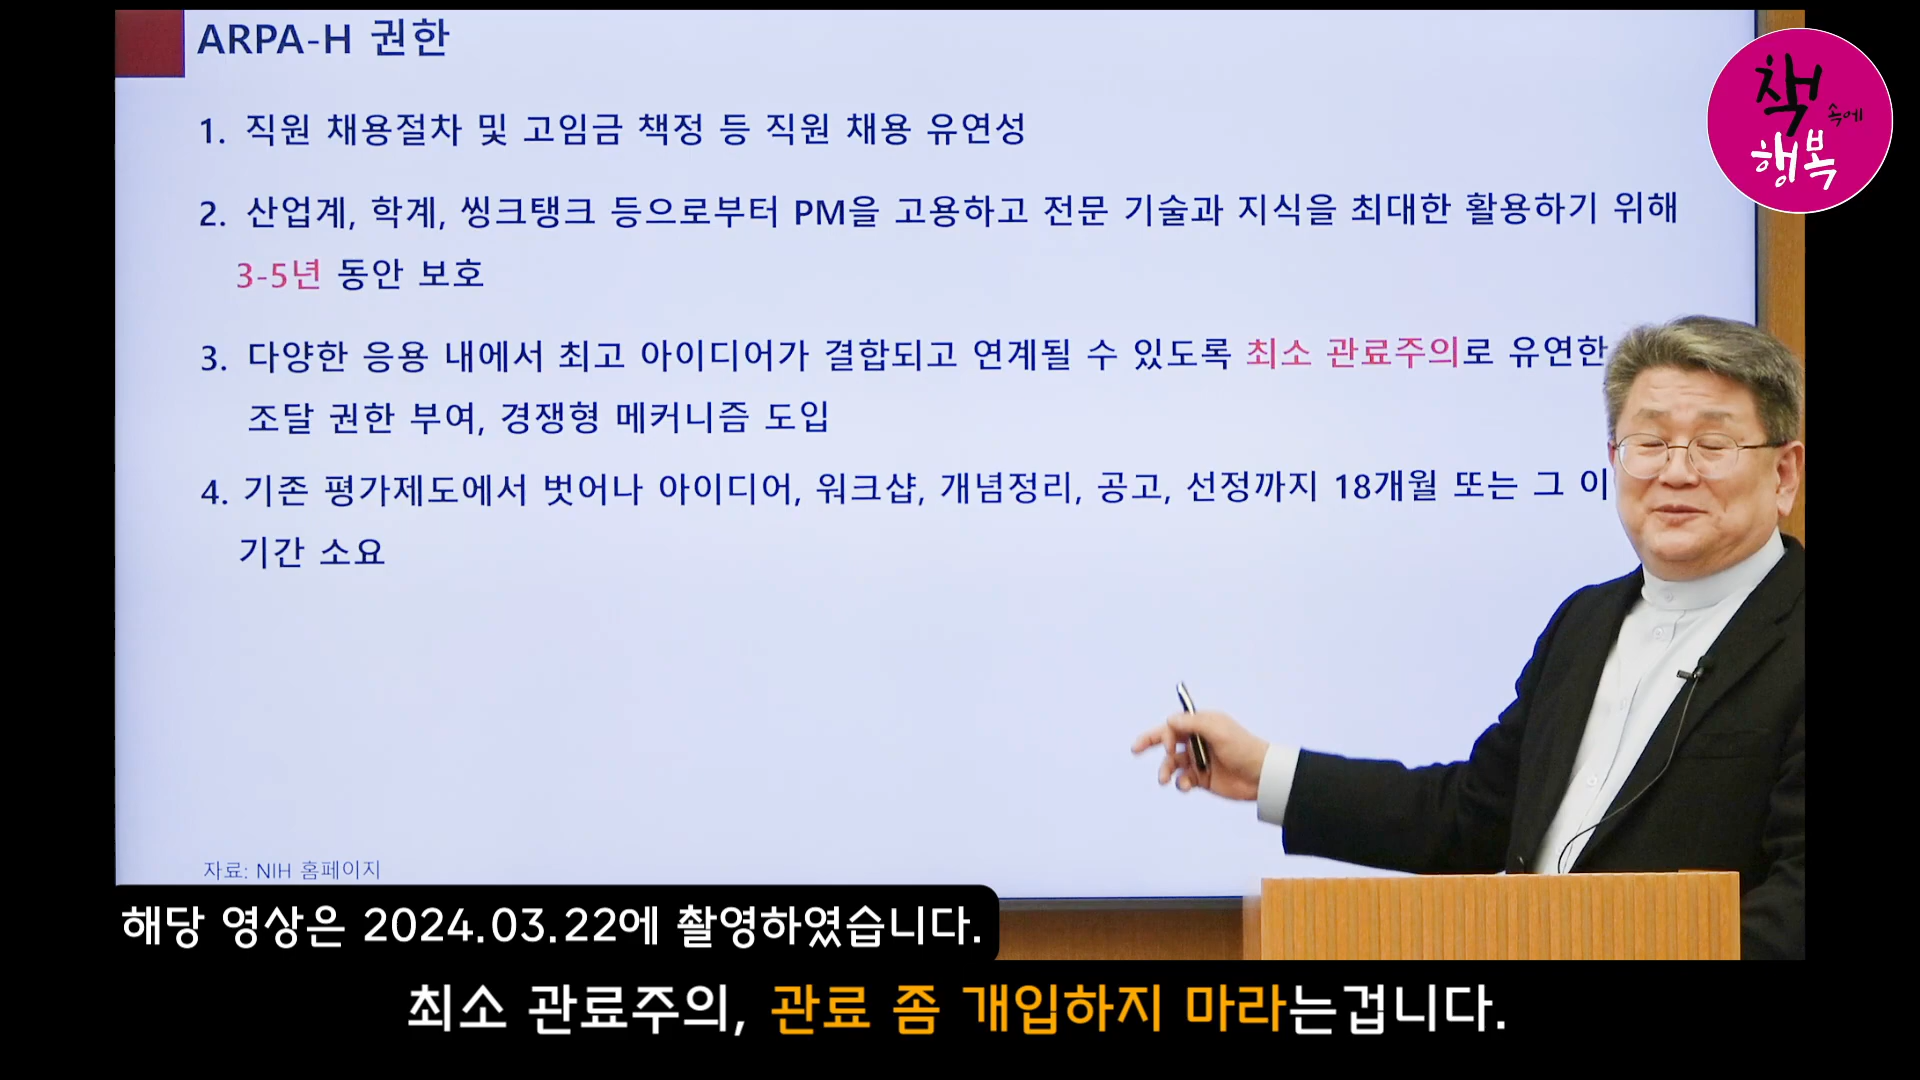 ARPA-H 권한
책
속에
행복
1. 직원 채용절차 및 고임금 책정 등 직원 채용 유연성
2. 산업계, 학계, 씽크탱크 등으로부터 PM을 고용하고 전문 기술과 지식을 최대한 활용하기 위해
3-5년 동안 보호
3. 다양한 응용 내에서 최고 아이디어가 결합되고 연계될 수 있도록 최소 관료주의로 유연한
조달 권한 부여, 경쟁형 메커니즘 도입
4. 기존 평가제도에서 벗어나 아이디어, 워크샵, 개념정리, 공고, 선정까지 18개월 또는 그 이
기간 소요
자료: NIH 홈페이지
해당 영상은 2024.03.22에 촬영하였습니다.
최소 관료주의, 관료 좀 개입하지 마라는겁니다.